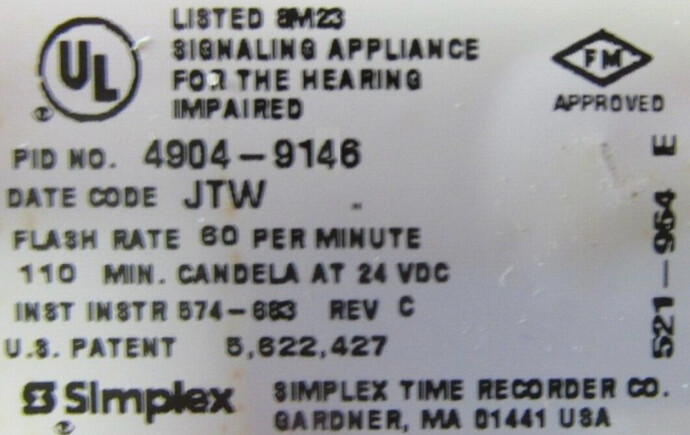 UL
LISTED 8M23
SIGNALING APPLIANCE
FOR THE HEARING
IMPAIRED
FM
APPROVED
PID NO. 4904-9146
DATE CODE JTW
FLASH RATE 60 PER MINUTE
110 MIN. CANDELA AT 24 VDC
INST INSTR 574-683 REV C
U.S. PATENT 5,622,427
521-964 E
Simplex
SIMPLEX TIME RECORDER CO.
GARDNER, MA 01441 USA